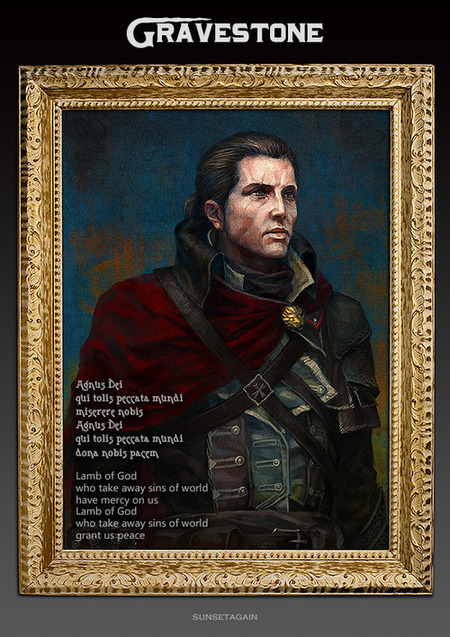 GRAVESTONE
Agnus Dei
qui tolis peccata mundi
miserere nobis
Agnus Dei
qui tolis peccata mundi
dona nobis pacem
Lamb of God
who take away sins of world
have mercy on us
Lamb of God
who take away sins of world
grant us peace
SUNSETAGAIN